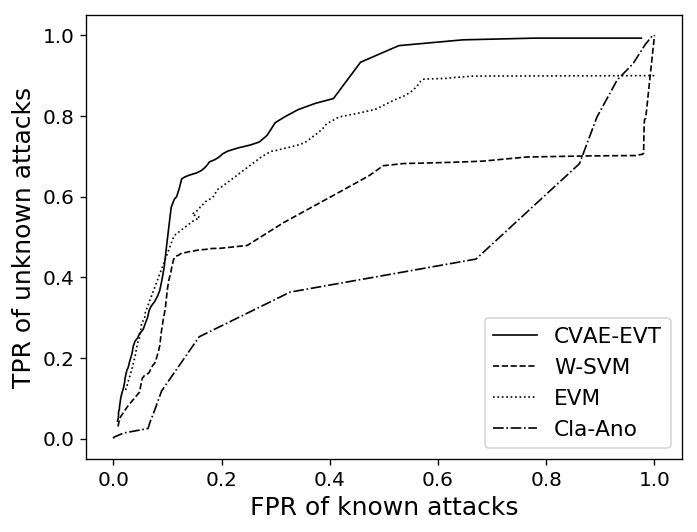 1.0
0.8
0.6
0.4
0.2
0.0
TPR of unknown attacks
CVAE-EVT
W-SVM
EVM
Cla-Ano
0.0 0.2 0.4 0.6 0.8 1.0
FPR of known attacks